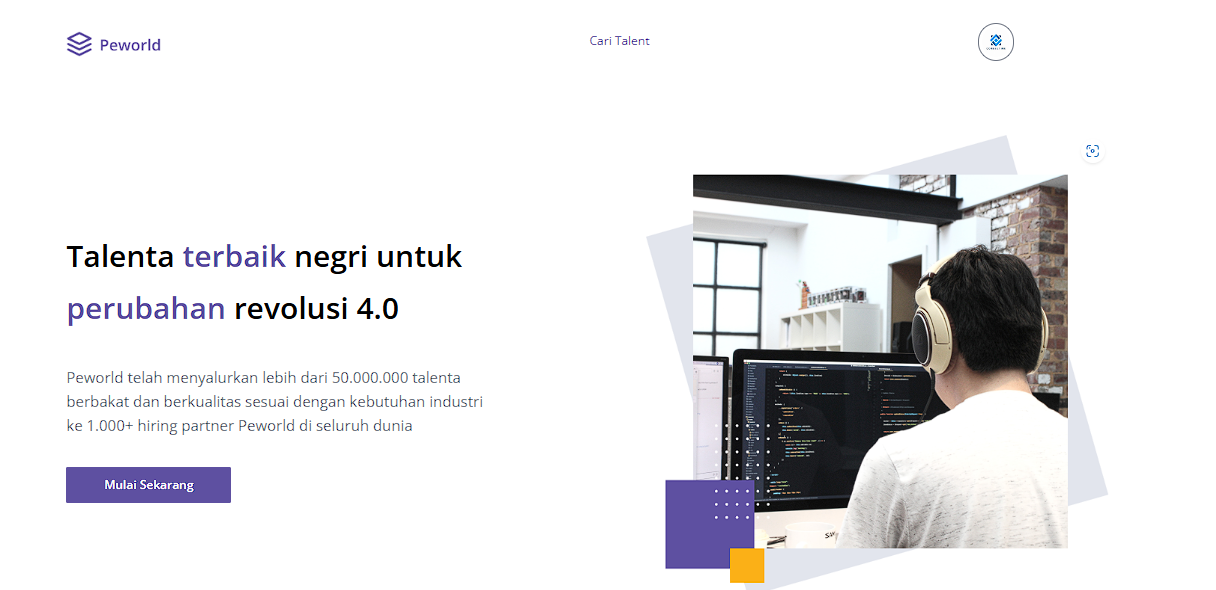 Peworld
Cari Talent
Talenta terbaik negri untuk
perubahan revolusi 4.0
Peworld telah menyalurkan lebih dari 50.000.000 talenta
berbakat dan berkualitas sesuai dengan kebutuhan industri
ke 1.000+ hiring partner Peworld di seluruh dunia
Mulai Sekarang